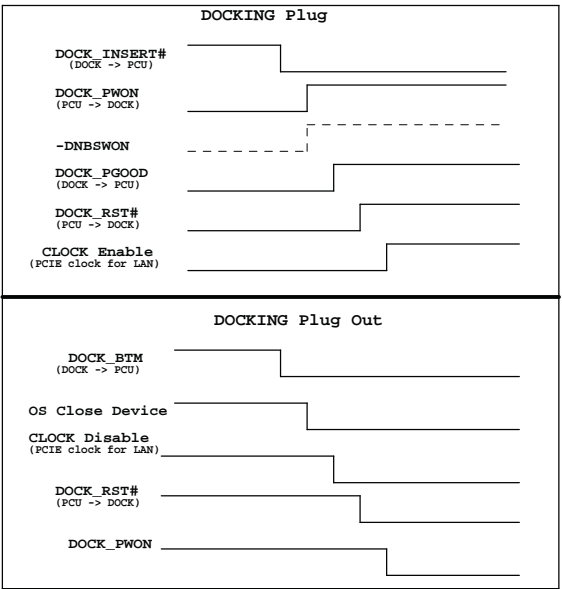 DOCKING Plug
DOCK_INSERT#
(DOCK -> PCU)
DOCK_PWON
(PCU -> DOCK)
-DNBSWON
DOCK_PGOOD
(DOCK -> PCU)
DOCK_RST#
(PCU -> DOCK)
CLOCK Enable
(PCIE clock for LAN)
DOCKING Plug Out
DOCK_BTM
(DOCK -> PCU)
OS Close Device
CLOCK Disable
(PCIE clock for LAN)
DOCK_RST#
(PCU -> DOCK)
DOCK_PWON